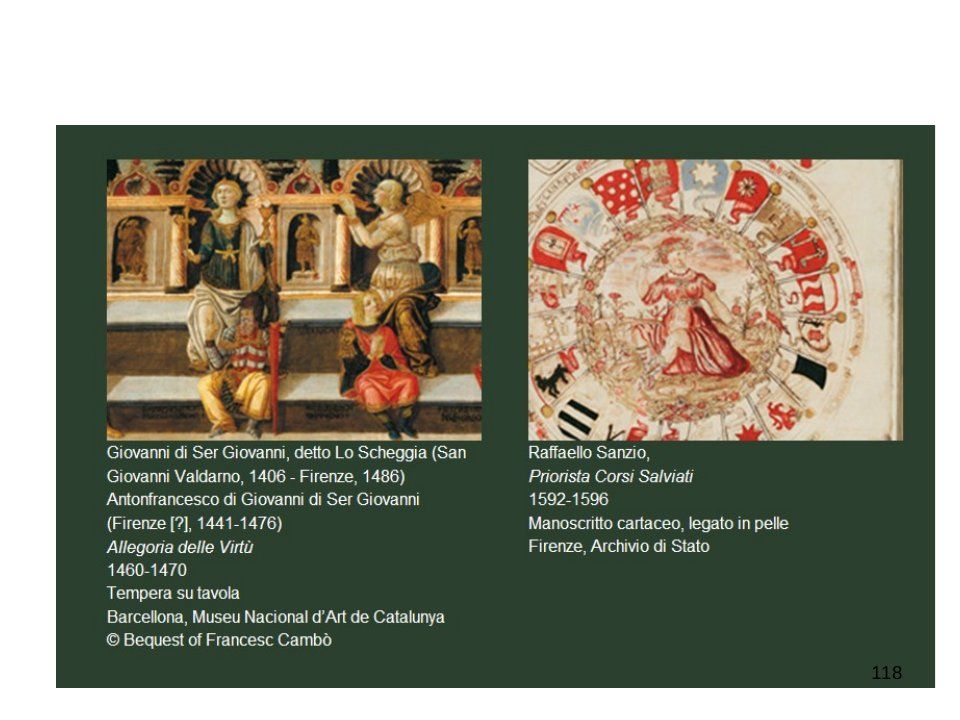 Giovanni di Ser Giovanni, detto Lo Scheggia (San
Giovanni Valdarno, 1406 - Firenze, 1486)
Antonfrancesco di Giovanni di Ser Giovanni
(Firenze [?], 1441-1476)
Allegoria delle Virtù
1460-1470
Tempera su tavola
Barcellona, Museu Nacional d'Art de Catalunya
© Bequest of Francesc Cambò
Raffaello Sanzio,
Priorista Corsi Salviati
1592-1596
Manoscritto cartaceo, legato in pelle
Firenze, Archivio di Stato
118